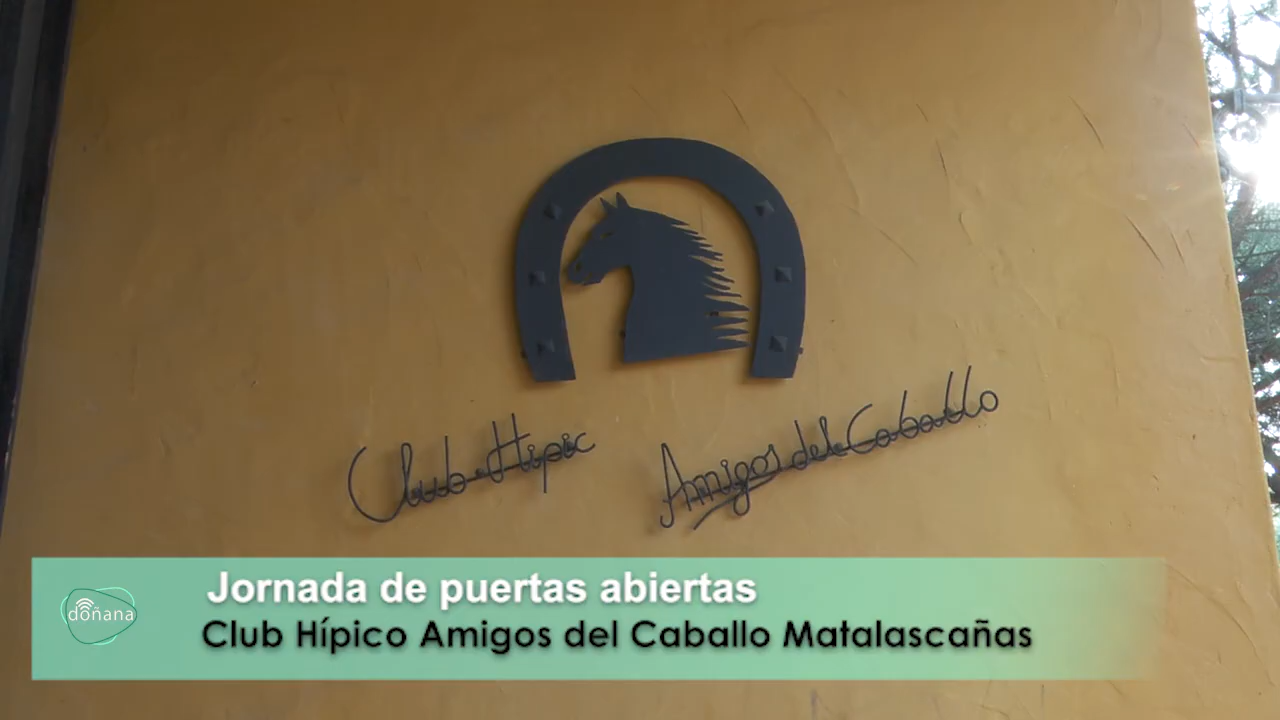 Club Hipic Amigos del Caballo
Jornada de puertas abiertas
doñana
Club Hípico Amigos del Caballo Matalascañas